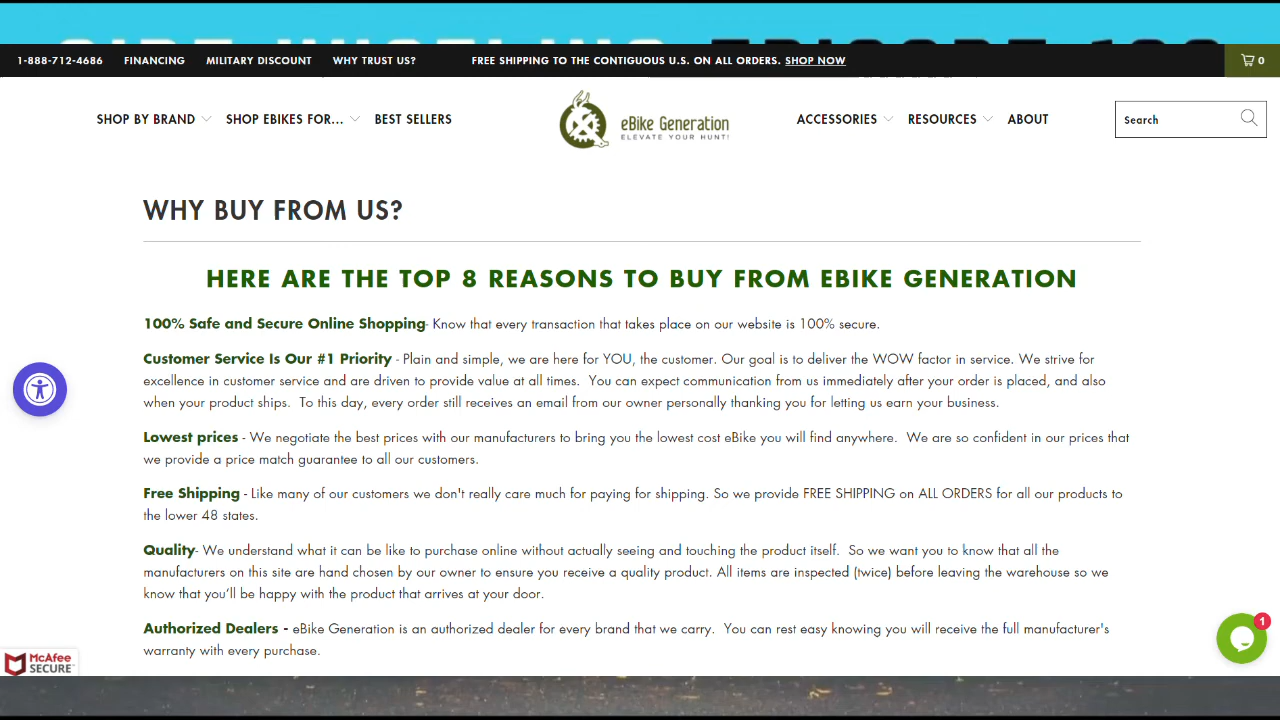 1-888-712-4686 FINANCING MILITARY DISCOUNT WHY TRUST US? FREE SHIPPING TO THE CONTIGUOUS U.S. ON ALL ORDERS. SHOP NOW 0
SHOP BY BRAND SHOP EBIKES FOR... BEST SELLERS eBike Generation ACCESSORIES RESOURCES ABOUT Search
ELEVATE YOUR HUNT!
WHY BUY FROM US?
HERE ARE THE TOP 8 REASONS TO BUY FROM EBIKE GENERATION
100% Safe and Secure Online Shopping- Know that every transaction that takes place on our website is 100% secure.
Customer Service Is Our #1 Priority - Plain and simple, we are here for YOU, the customer. Our goal is to deliver the WOW factor in service. We strive for
excellence in customer service and are driven to provide value at all times. You can expect communication from us immediately after your order is placed, and also
when your product ships. To this day, every order still receives an email from our owner personally thanking you for letting us earn your business.
Lowest prices - We negotiate the best prices with our manufacturers to bring you the lowest cost eBike you will find anywhere. We are so confident in our prices that
we provide a price match guarantee to all our customers.
Free Shipping - Like many of our customers we don't really care much for paying for shipping. So we provide FREE SHIPPING on ALL ORDERS for all our products to
the lower 48 states.
Quality- We understand what it can be like to purchase online without actually seeing and touching the product itself. So we want you to know that all the
manufacturers on this site are hand chosen by our owner to ensure you receive a quality product. All items are inspected (twice) before leaving the warehouse so we
know that you'll be happy with the product that arrives at your door.
Authorized Dealers - eBike Generation is an authorized dealer for every brand that we carry. You can rest easy knowing you will receive the full manufacturer's
warranty with every purchase.
1
McAfee
SECURE